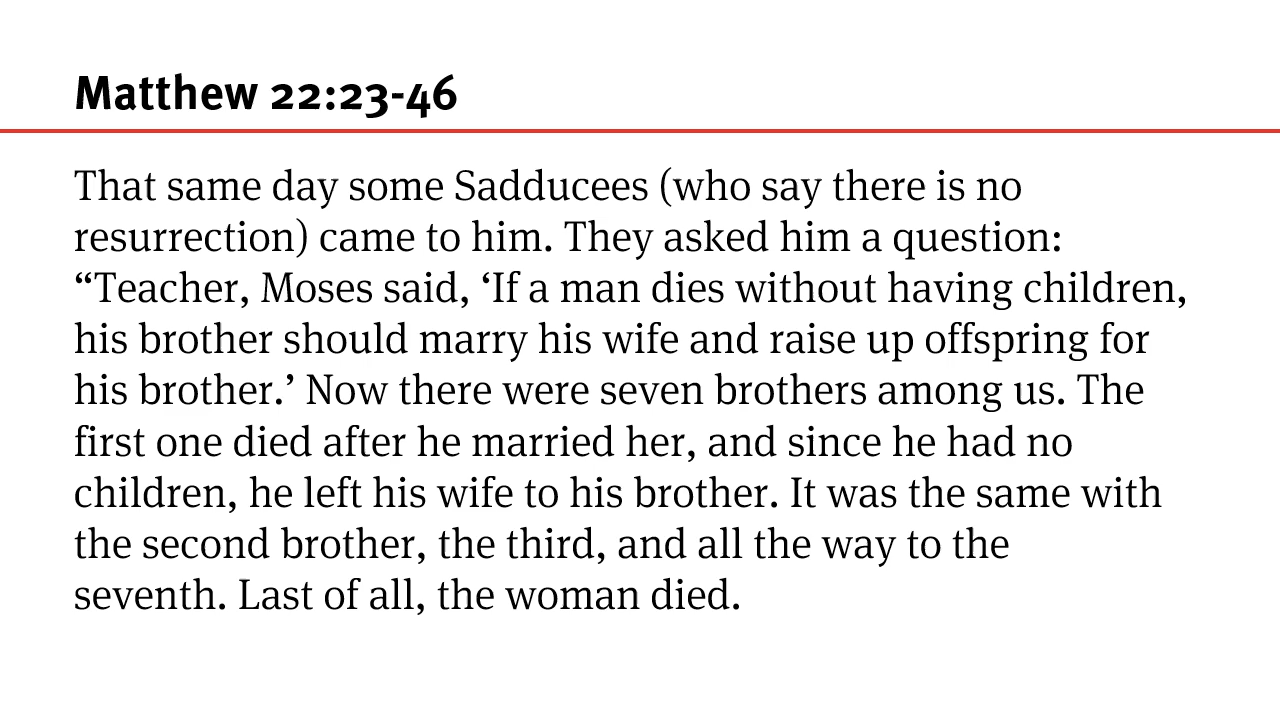 Matthew 22:23-46
That same day some Sadducees (who say there is no
resurrection) came to him. They asked him a question:
“Teacher, Moses said, ‘If a man dies without having children,
his brother should marry his wife and raise up offspring for
his brother.’ Now there were seven brothers among us. The
first one died after he married her, and since he had no
children, he left his wife to his brother. It was the same with
the second brother, the third, and all the way to the
seventh. Last of all, the woman died.